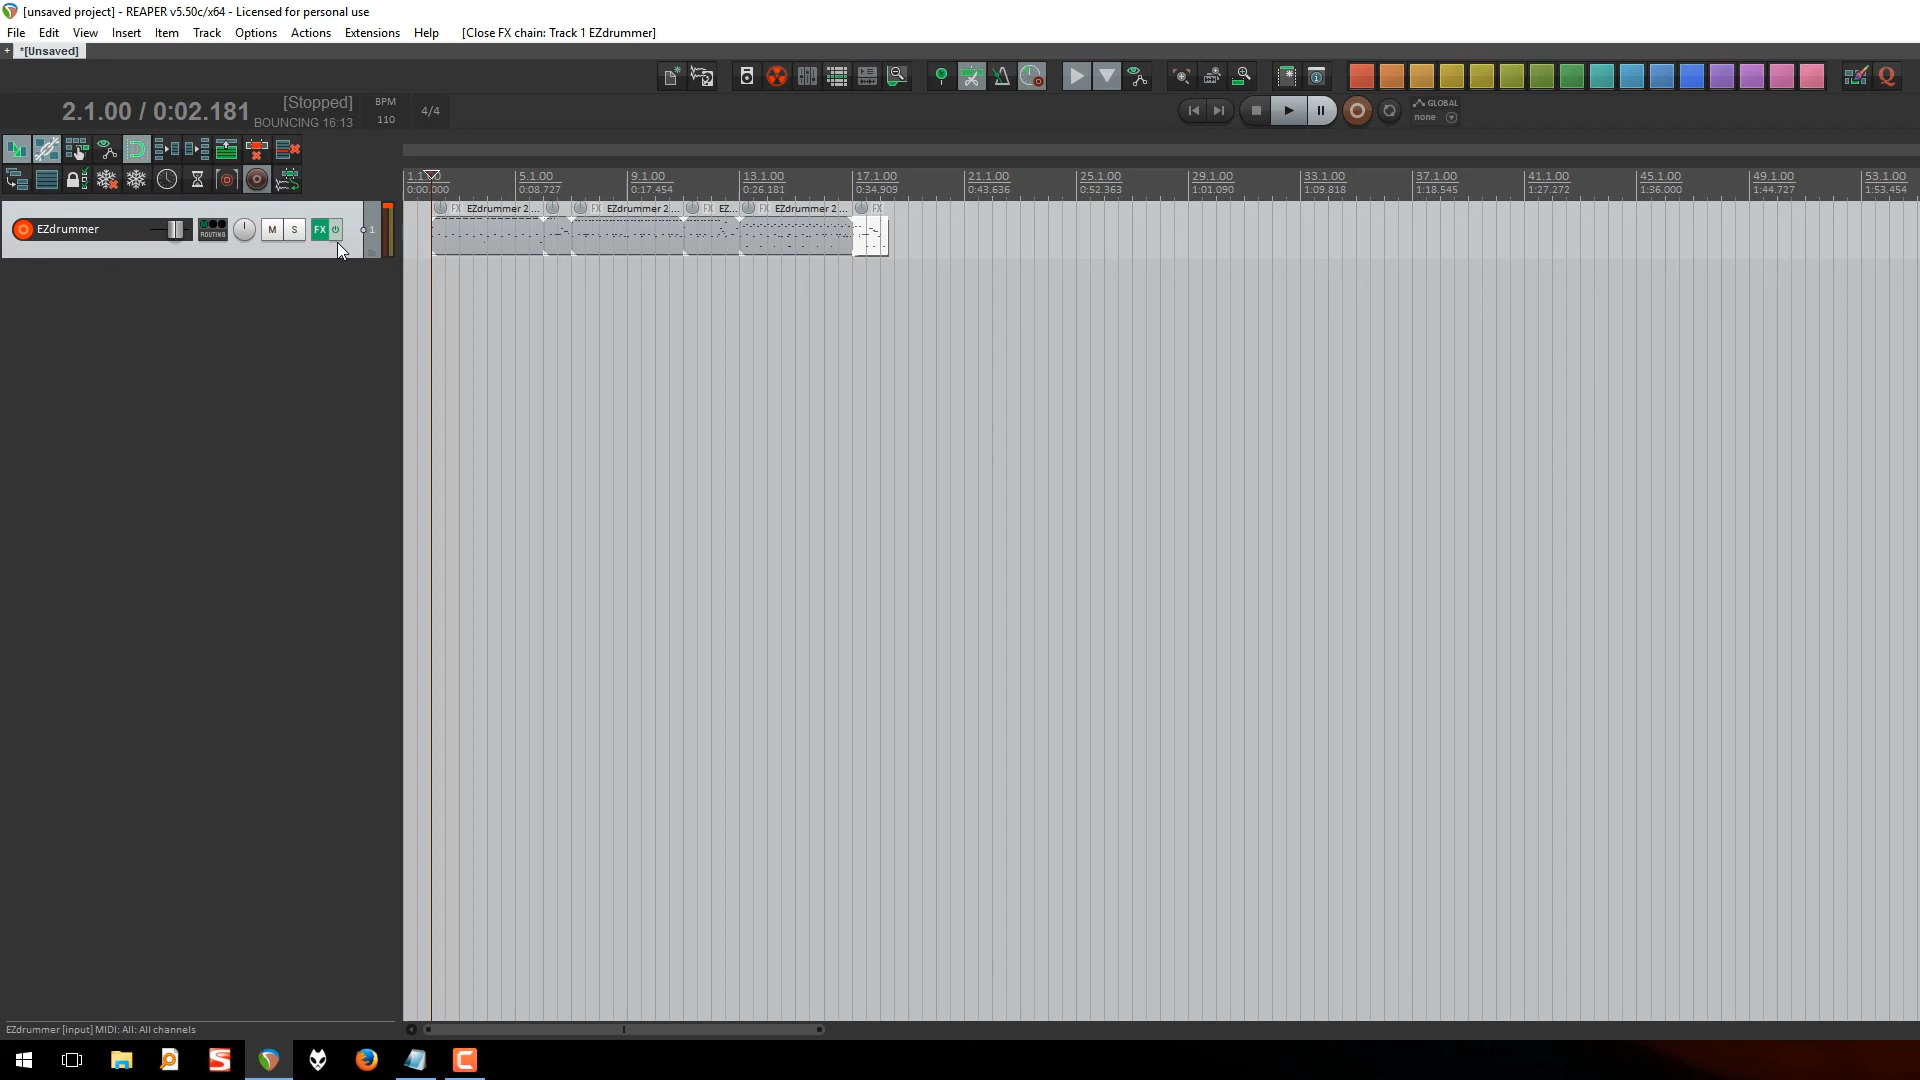 [unsaved project] - REAPER v5.50c/x64 - Licensed for personal use
File Edit View Insert Item Track Options Actions Extensions Help [Close FX chain: Track 1 EZdrummer]
+ *[Unsaved]
2.1.00 / 0:02.181 [Stopped] BOUNCING 16:13 BPM 110 4/4
GLOBAL
none
1.1.00 5.1.00 9.1.00 13.1.00 17.1.00 21.1.00 25.1.00 29.1.00 33.1.00 37.1.00 41.1.00 45.1.00 49.1.00 53.1.00
0:00.000 0:08.727 0:17.454 0:26.181 0:34.909 0:43.636 0:52.363 1:01.090 1:09.818 1:18.545 1:27.272 1:36.000 1:44.727 1:53.454
FX EZdrummer 2 ... FX EZdrummer 2 ... FX EZ... FX EZdrummer 2 ... FX
EZdrummer ROUTING M S FX 1
EZdrummer [input] MIDI: All: All channels